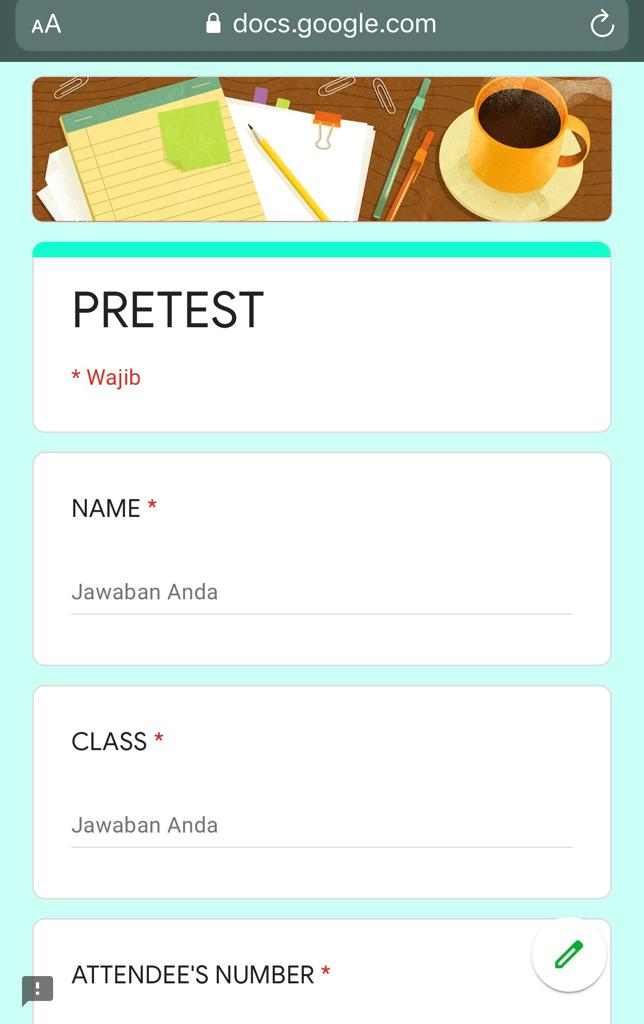 AA docs.google.com
PRETEST
* Wajib
NAME *
Jawaban Anda
CLASS *
Jawaban Anda
ATTENDEE'S NUMBER *